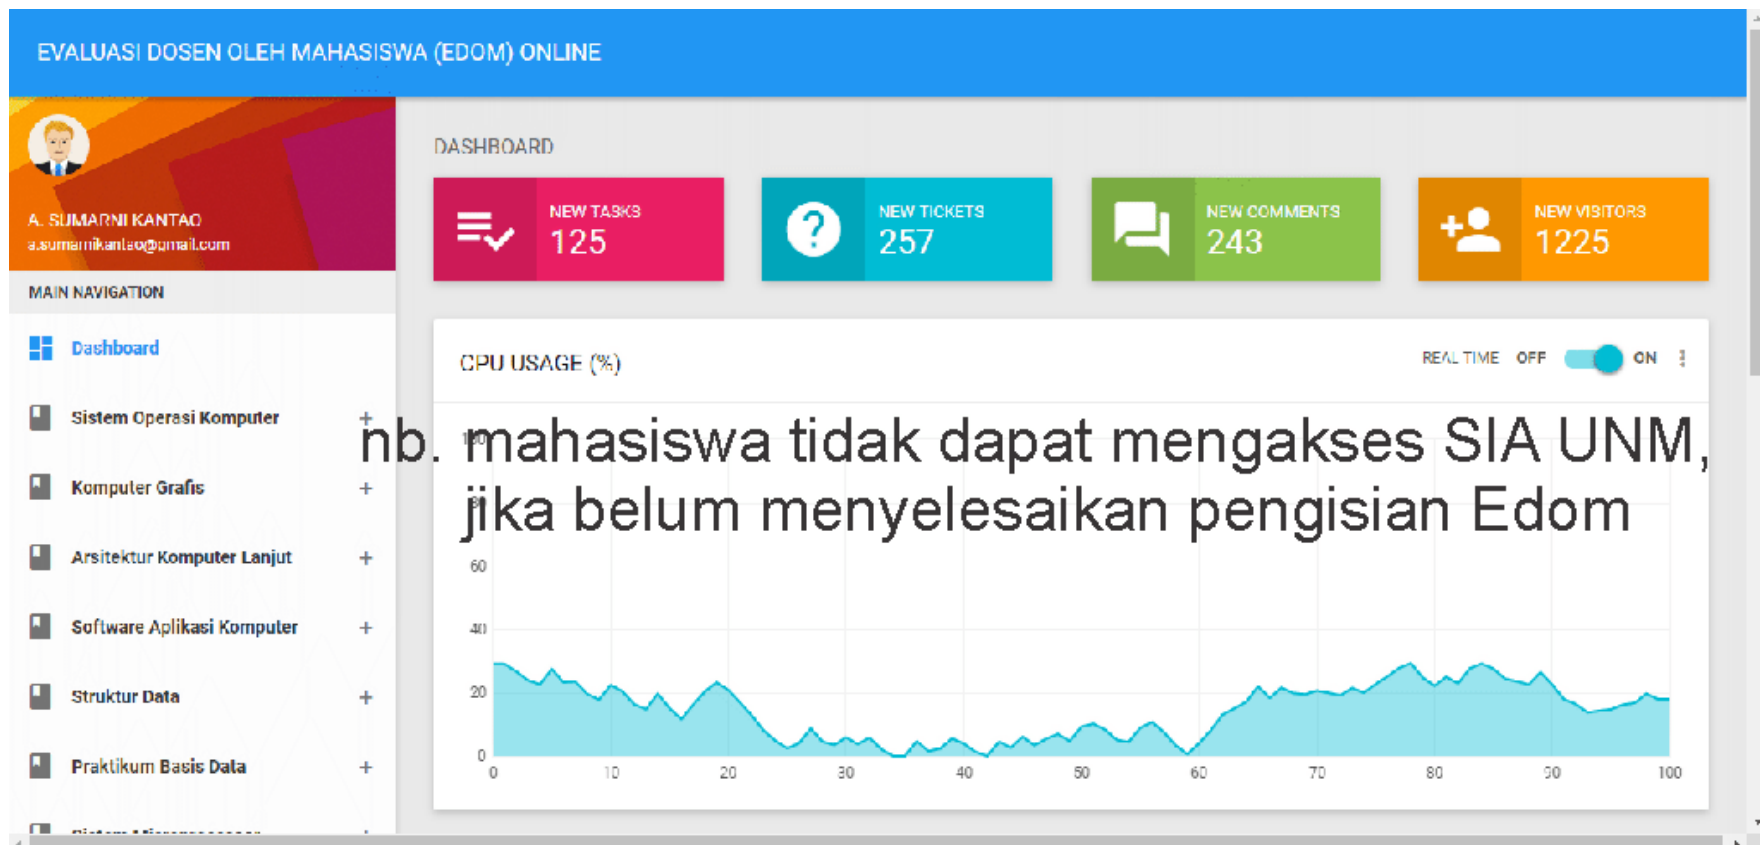 EVALUASI DOSEN OLEH MAHASISWA (EDOM) ONLINE
A. SUMARNI KANTAO
a.sumarnikantao@gmail.com
MAIN NAVIGATION
Dashboard
Sistem Operasi Komputer +
Komputer Grafis +
Arsitektur Komputer Lanjut +
Software Aplikasi Komputer +
Struktur Data +
Praktikum Basis Data +
DASHBOARD
NEW TASKS
125
NEW TICKETS
257
NEW COMMENTS
243
NEW VISITORS
1225
CPU USAGE (%)
REAL TIME OFF ON
nb. mahasiswa tidak dapat mengakses SIA UNM,
jika belum menyelesaikan pengisian Edom
60
40
20
0
0 10 20 30 40 50 60 70 80 90 100